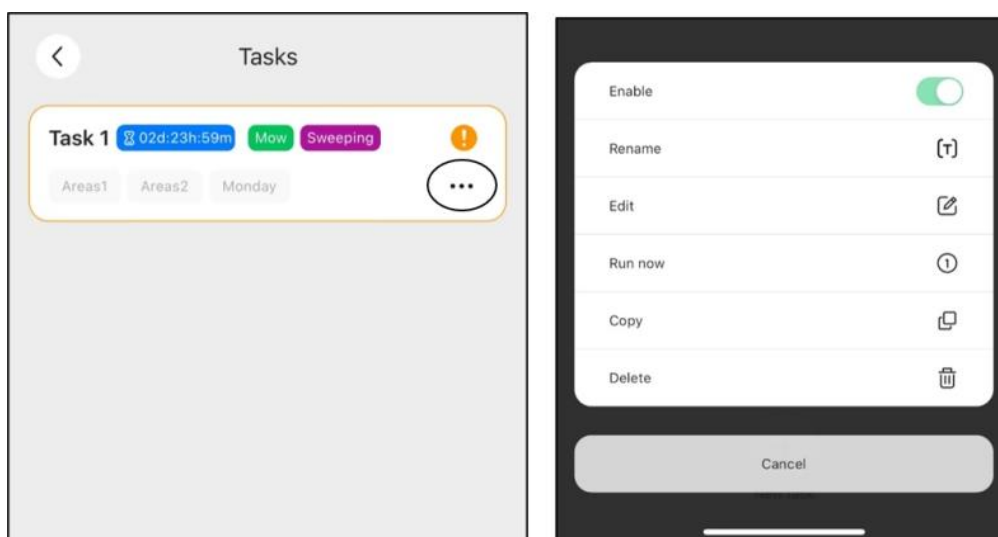 Tasks
Task 1 02d:23h:59m Mow Sweeping
Areas1 Areas2 Monday
Enable
Rename
Edit
Run now
Copy
Delete
Cancel